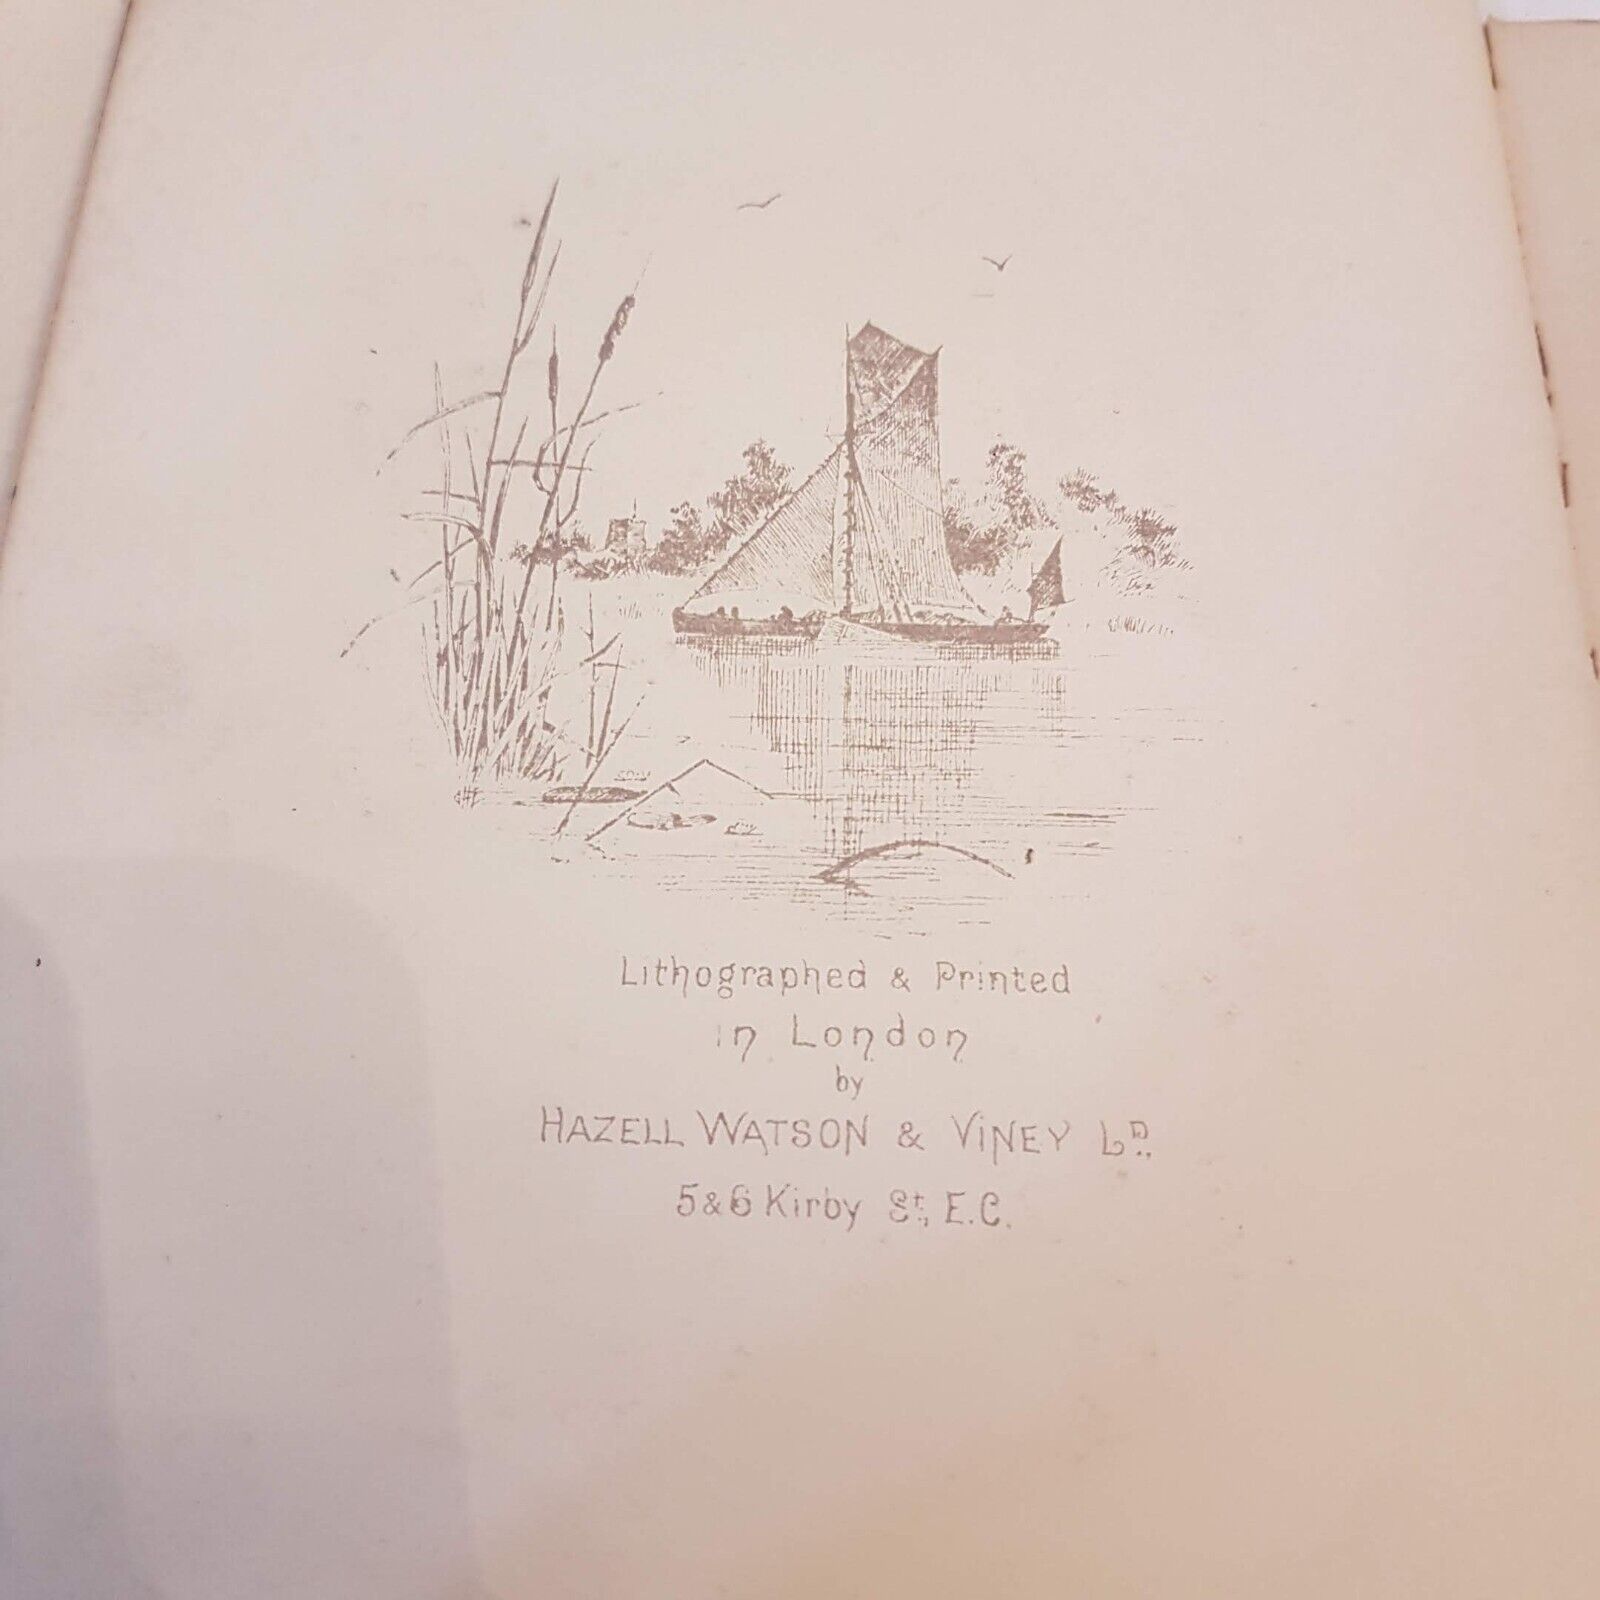 Lithographed & Printed
in London
by
HAZELL WATSON & VINEY LD.
5 & 6 Kirby St., E.C.